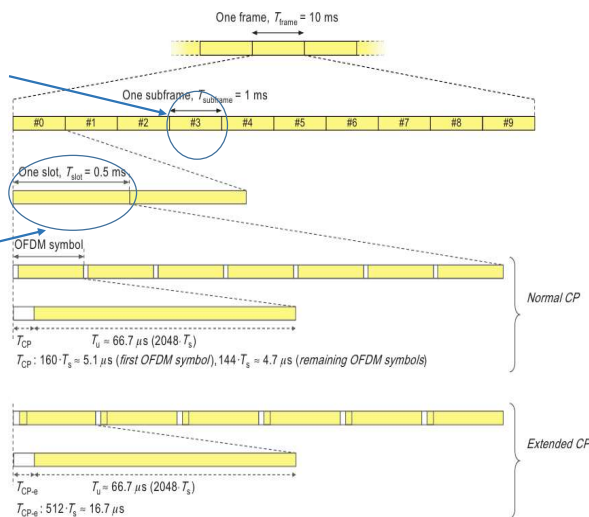 One frame, T_frame = 10 ms
One subframe, T_subframe = 1 ms
#0 #1 #2 #3 #4 #5 #6 #7 #8 #9
One slot, T_slot = 0.5 ms
OFDM symbol
Normal CP
T_CP T_u ≈ 66.7 μs (2048·T_s)
T_CP : 160·T_s ≈ 5.1 μs (first OFDM symbol), 144·T_s ≈ 4.7 μs (remaining OFDM symbols)
Extended CP
T_CP-e T_u ≈ 66.7 μs (2048·T_s)
T_CP-e : 512·T_s ≈ 16.7 μs